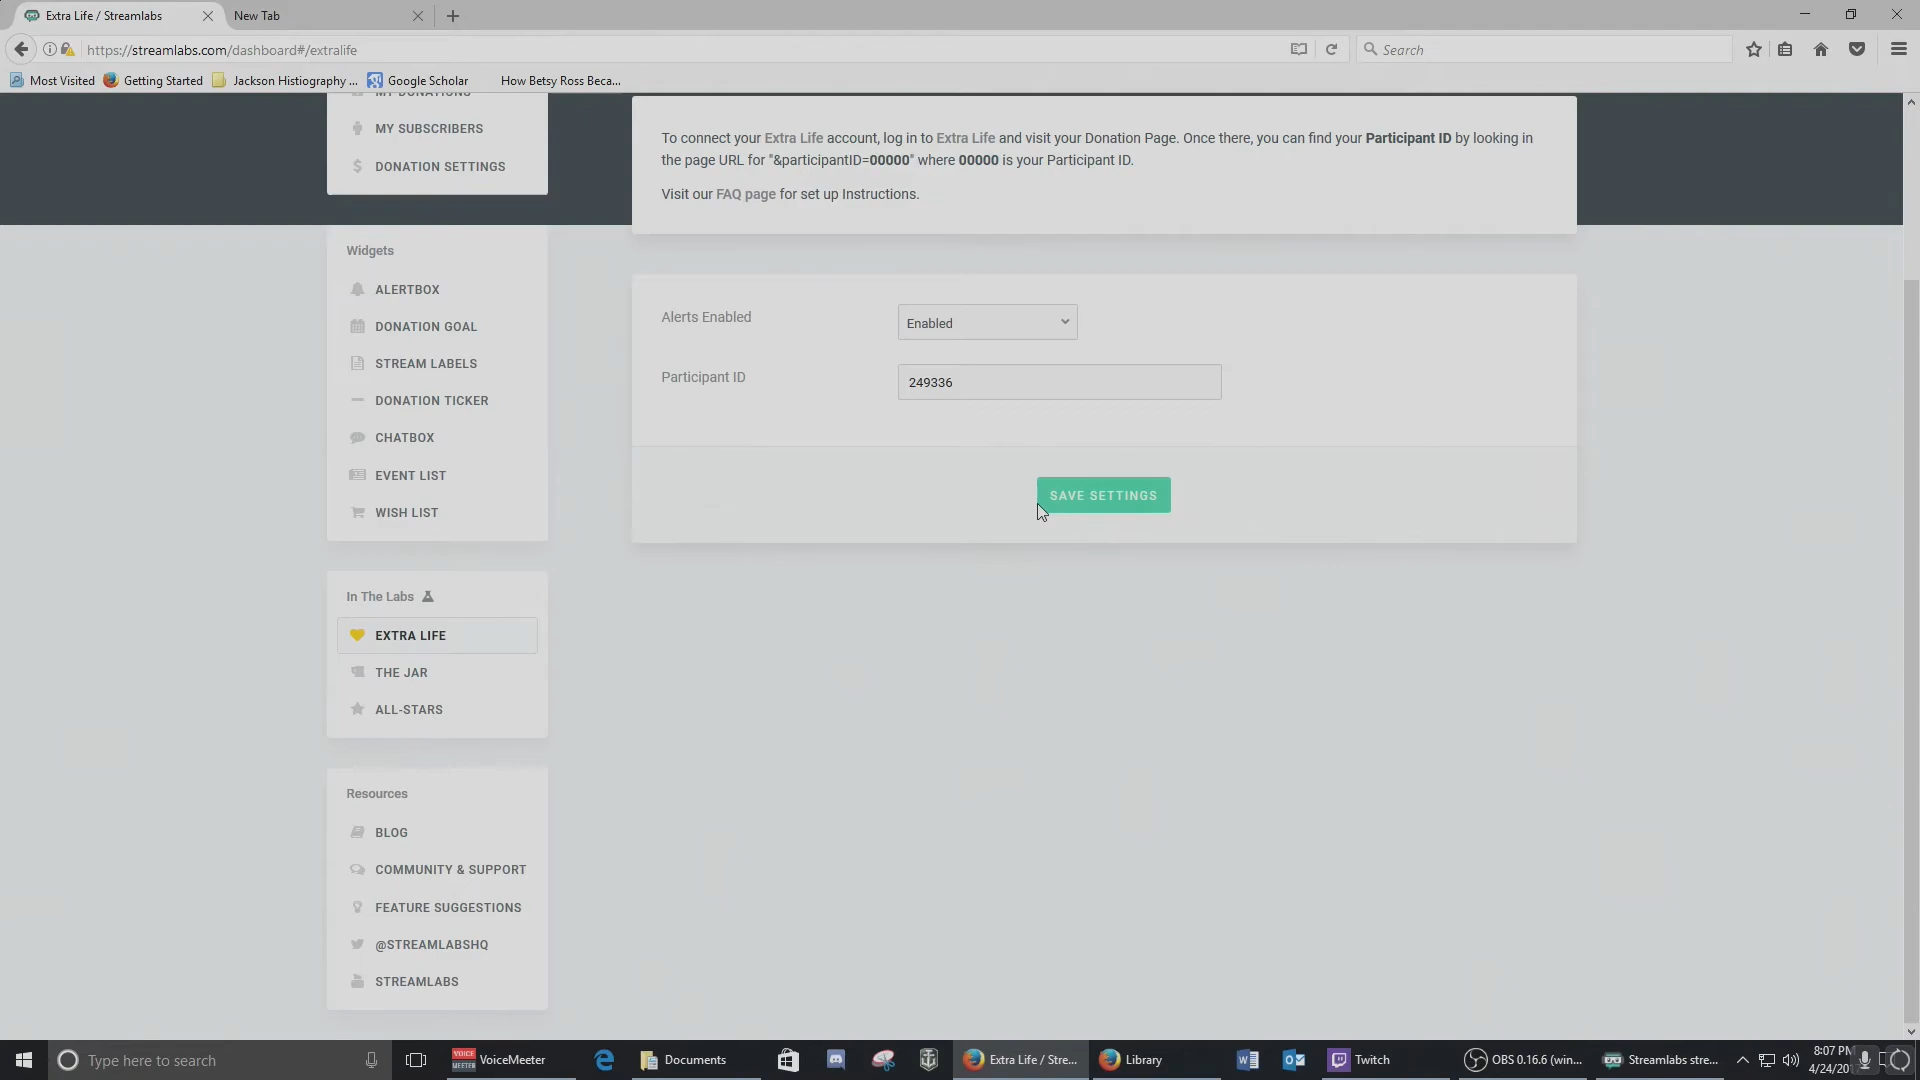 Extra Life / Streamlabs
New Tab
https://streamlabs.com/dashboard#/extralife
Search
Most Visited
Getting Started
Jackson Histiography ...
Google Scholar
How Betsy Ross Beca...
MY DONATIONS
MY SUBSCRIBERS
DONATION SETTINGS
To connect your Extra Life account, log in to Extra Life and visit your Donation Page. Once there, you can find your Participant ID by looking in
the page URL for "&participantID=00000" where 00000 is your Participant ID.
Visit our FAQ page for set up Instructions.
Widgets
ALERTBOX
DONATION GOAL
STREAM LABELS
DONATION TICKER
CHATBOX
EVENT LIST
WISH LIST
Alerts Enabled
Enabled
Participant ID
249336
SAVE SETTINGS
In The Labs
EXTRA LIFE
THE JAR
ALL-STARS
Resources
BLOG
COMMUNITY & SUPPORT
FEATURE SUGGESTIONS
@STREAMLABSHQ
STREAMLABS
Type here to search
VOICE MEETER
VoiceMeeter
Documents
Extra Life / Stre...
Library
Twitch
OBS 0.16.6 (win...
Streamlabs stre...
8:07 PM
4/24/20